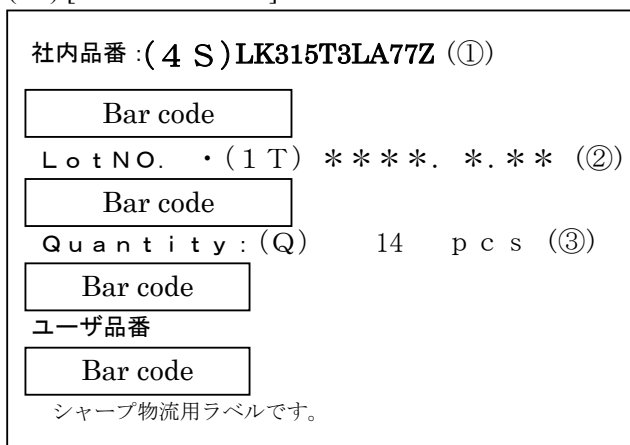 社内品番:(４Ｓ)LK315T3LA77Z (①)
Bar code
ＬｏｔNO. ・(１Ｔ) ＊＊＊＊. ＊.＊＊ (②)
Bar code
Ｑｕａｎｔｉｔｙ:(Q) 14 ｐｃｓ (③)
Bar code
ユーザ品番
Bar code
シャープ物流用ラベルです。